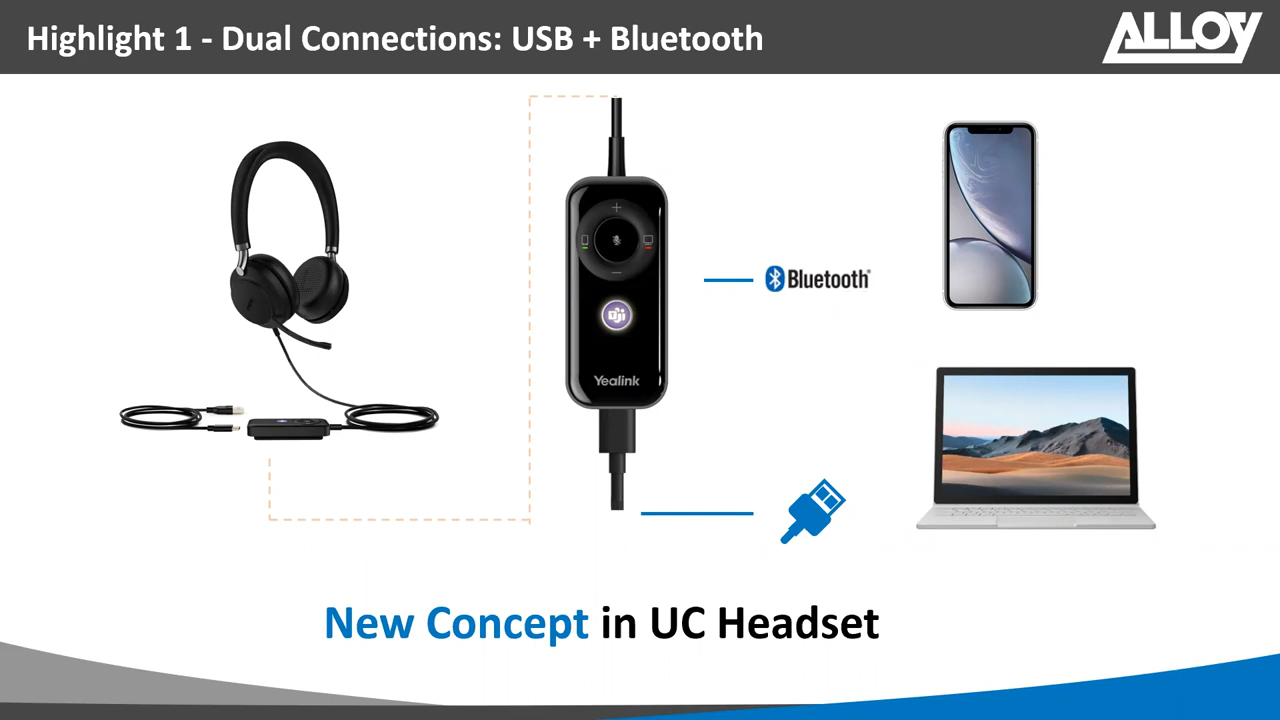 Highlight 1 - Dual Connections: USB + Bluetooth
ALLOY
Bluetooth®
Yealink
New Concept in UC Headset